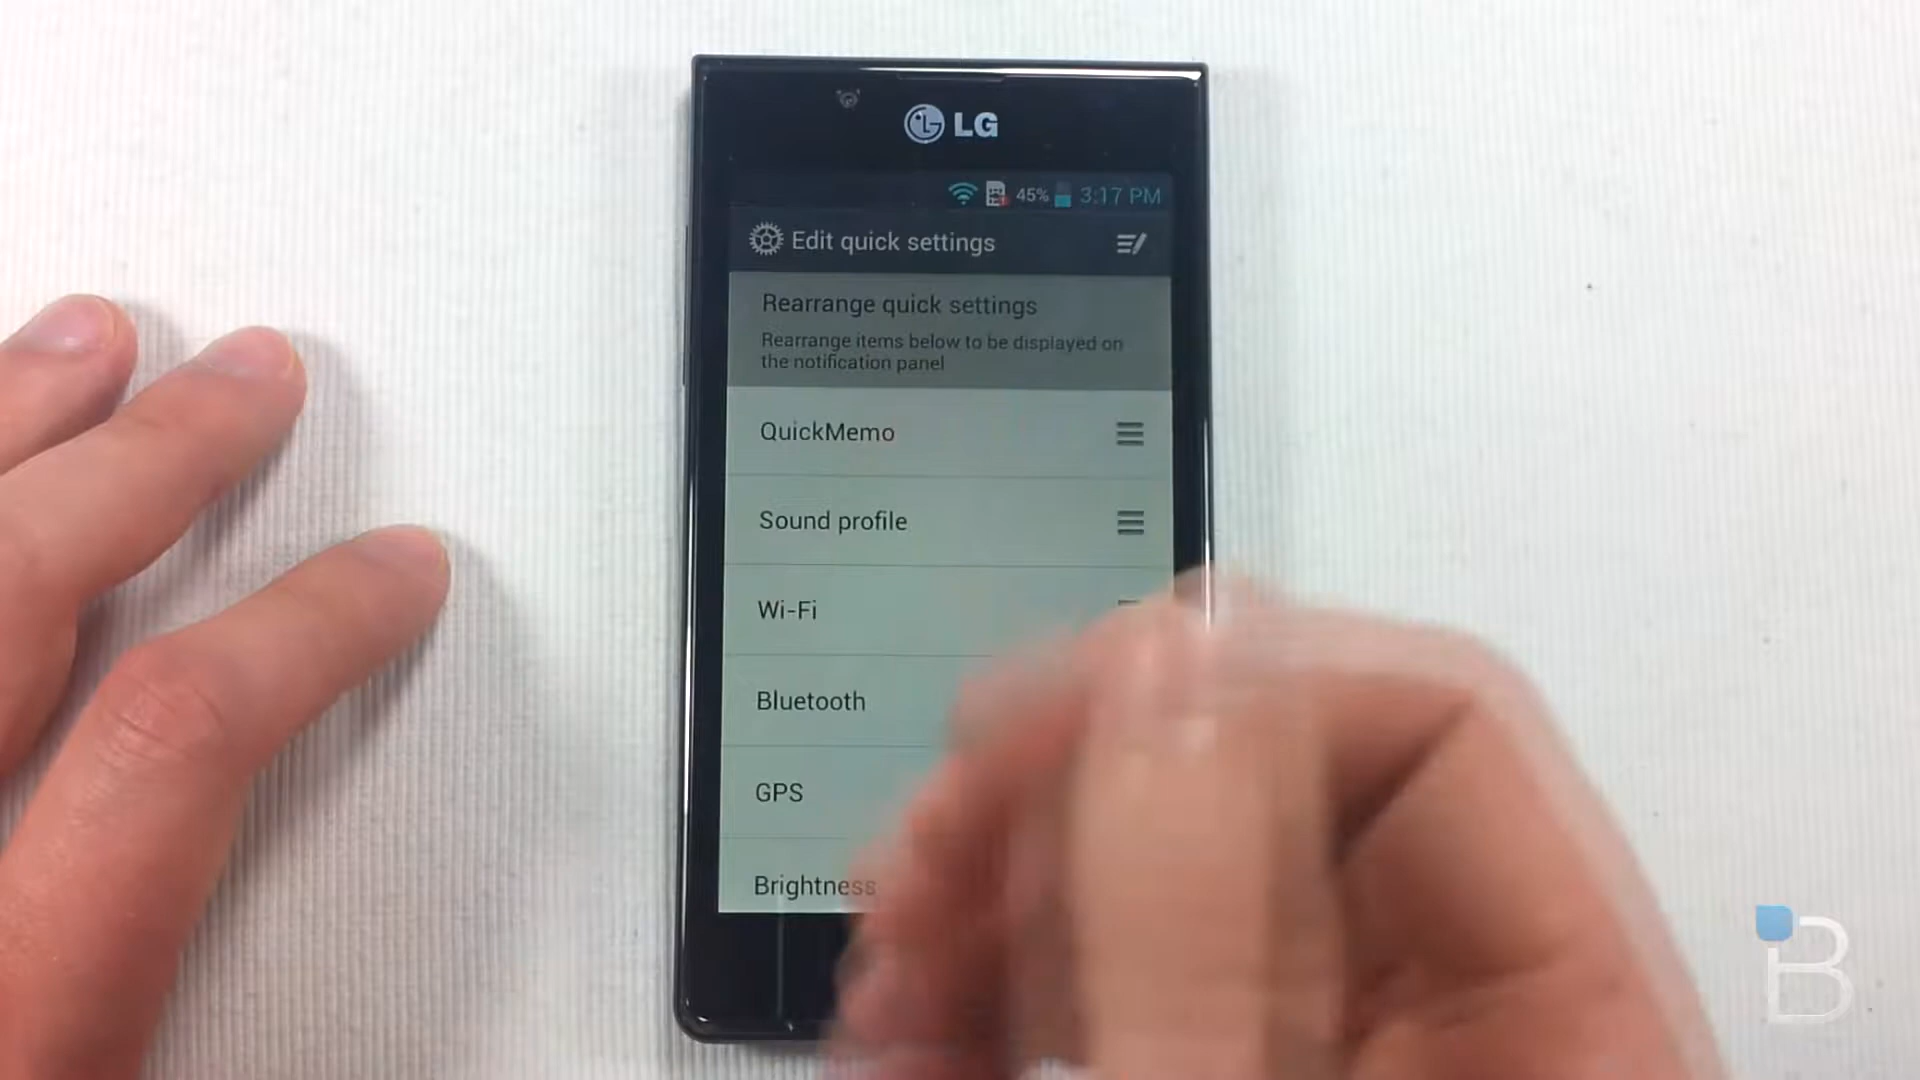 LG
45% 3:17 PM
Edit quick settings
Rearrange quick settings
Rearrange items below to be displayed on
the notification panel
QuickMemo
Sound profile
Wi-Fi
Bluetooth
GPS
Brightness
B